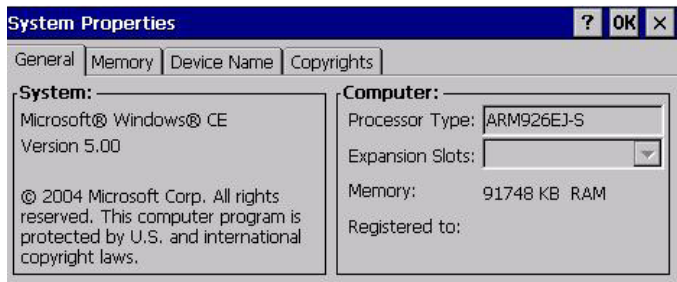 System Properties ? OK ×
General Memory Device Name Copyrights
System:
Microsoft® Windows® CE
Version 5.00
© 2004 Microsoft Corp. All rights
reserved. This computer program is
protected by U.S. and international
copyright laws.
Computer:
Processor Type: ARM926EJ-S
Expansion Slots:
Memory: 91748 KB RAM
Registered to: